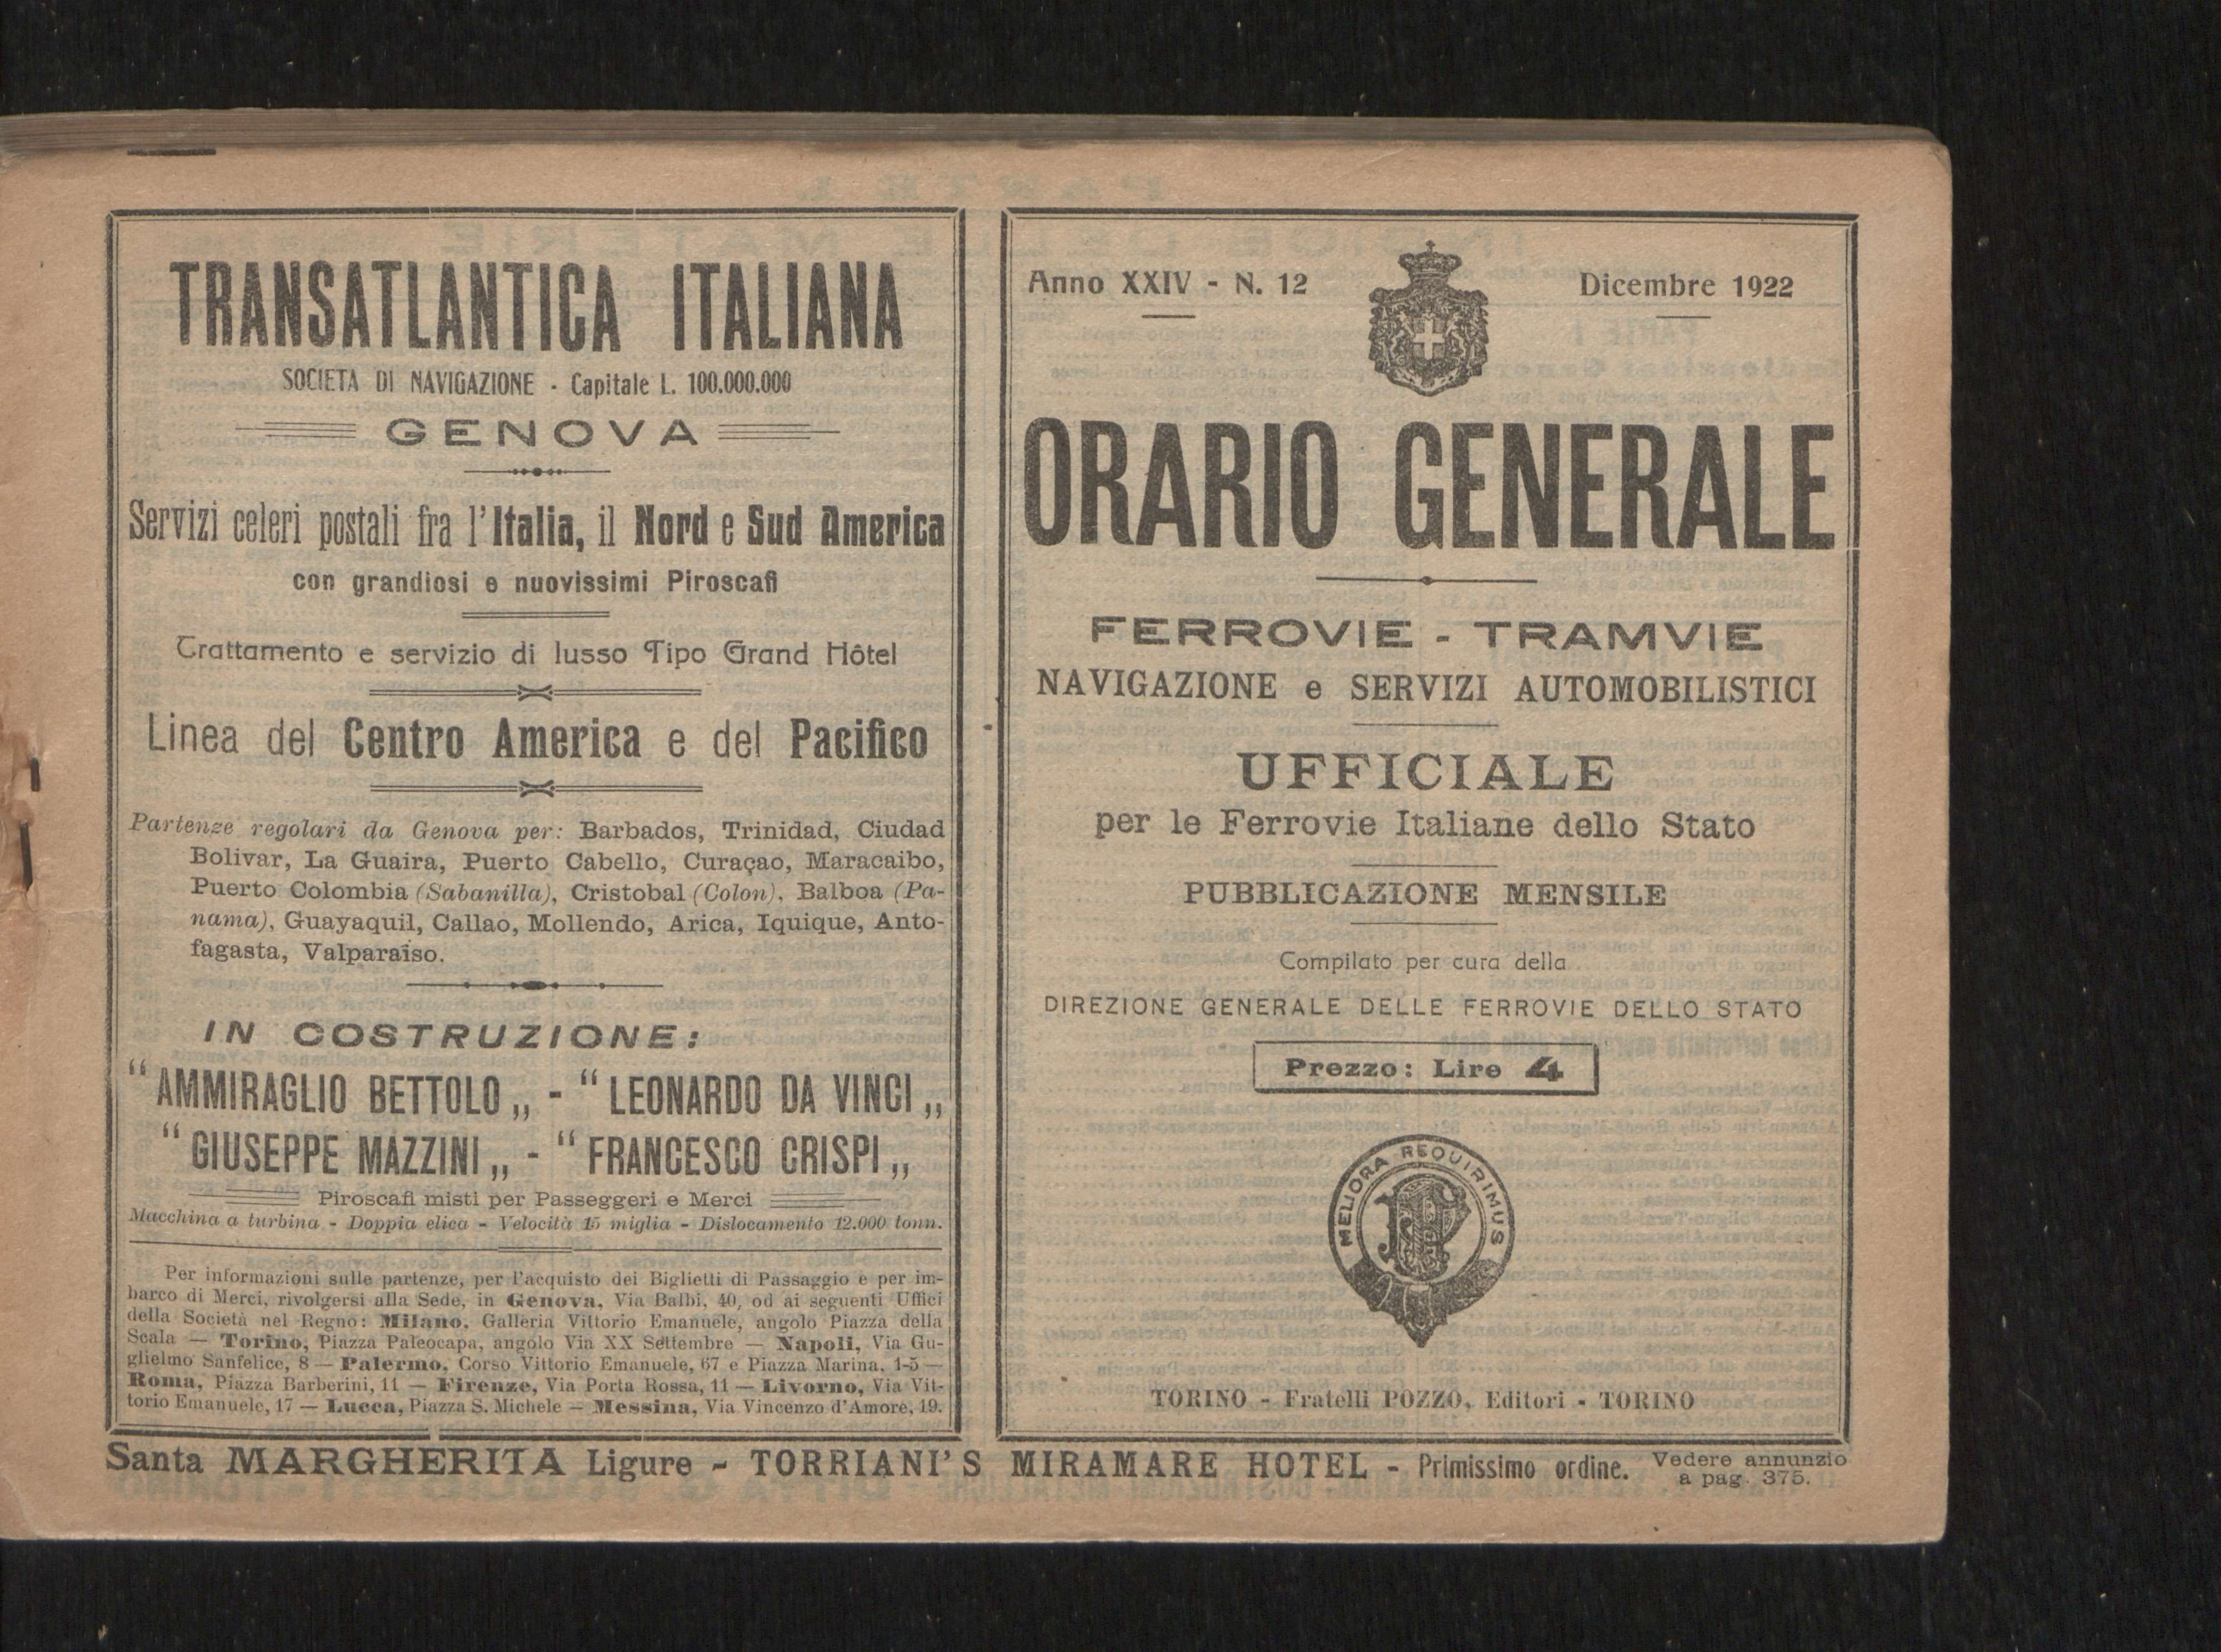 TRANSATLANTICA ITALIANA
SOCIETA DI NAVIGAZIONE - Capitale L. 100.000.000
GENOVA
Servizi celeri postali fra l'Italia, il Nord e Sud America
con grandiosi e nuovissimi Piroscafi
Trattamento e servizio di lusso Tipo Grand Hôtel
Linea del Centro America e del Pacifico
Partenze regolari da Genova per: Barbados, Trinidad, Ciudad
Bolivar, La Guaira, Puerto Cabello, Curaçao, Maracaibo,
Puerto Colombia (Sabanilla), Cristobal (Colon), Balboa (Pa-
nama), Guayaquil, Callao, Mollendo, Arica, Iquique, Anto-
fagasta, Valparaiso.
IN COSTRUZIONE:
“AMMIRAGLIO BETTOLO„ - “LEONARDO DA VINCI„
“GIUSEPPE MAZZINI„ - “FRANCESCO CRISPI„
Piroscafi misti per Passeggeri e Merci
Macchina a turbina - Doppia elica - Velocità 15 miglia - Dislocamento 12.000 tonn.
Per informazioni sulle partenze, per l'acquisto dei Biglietti di Passaggio e per im-
barco di Merci, rivolgersi alla Sede, in Genova, Via Balbi, 40, od ai seguenti Uffici
della Società nel Regno: Milano, Galleria Vittorio Emanuele, angolo Piazza della
Scala — Torino, Piazza Paleocapa, angolo Via XX Settembre — Napoli, Via Gu-
glielmo Sanfelice, 8 — Palermo, Corso Vittorio Emanuele, 67 e Piazza Marina, 1-5 —
Roma, Piazza Barberini, 11 — Firenze, Via Porta Rossa, 11 — Livorno, Via Vit-
torio Emanuele, 17 — Lucca, Piazza S. Michele — Messina, Via Vincenzo d'Amore, 19.
Anno XXIV - N. 12
Dicembre 1922
ORARIO GENERALE
FERROVIE - TRAMVIE
NAVIGAZIONE e SERVIZI AUTOMOBILISTICI
UFFICIALE
per le Ferrovie Italiane dello Stato
PUBBLICAZIONE MENSILE
Compilato per cura della
DIREZIONE GENERALE DELLE FERROVIE DELLO STATO
Prezzo: Lire 4
MELIORA REQUIRIMUS
FP
TORINO - Fratelli POZZO, Editori - TORINO
Santa MARGHERITA Ligure - TORRIANI'S MIRAMARE HOTEL - Primissimo ordine. Vedere annunzio
a pag. 375.